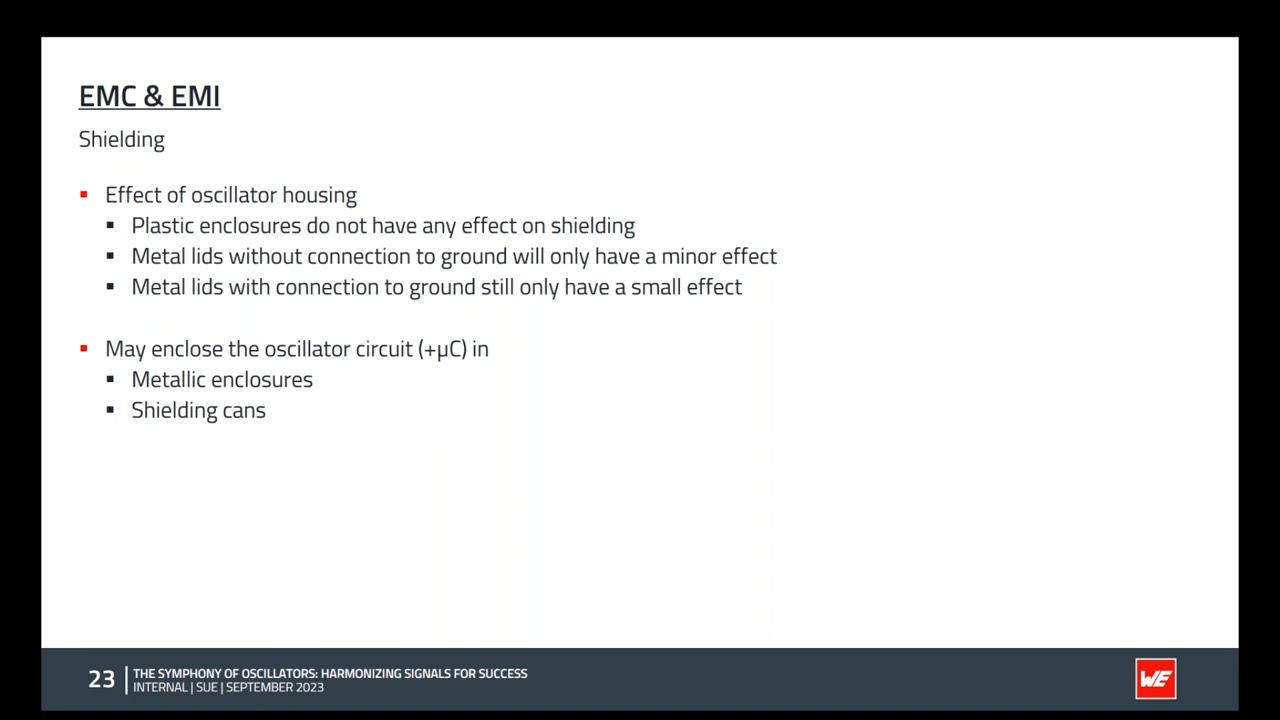 EMC & EMI
Shielding
▪ Effect of oscillator housing
▪ Plastic enclosures do not have any effect on shielding
▪ Metal lids without connection to ground will only have a minor effect
▪ Metal lids with connection to ground still only have a small effect
▪ May enclose the oscillator circuit (+µC) in
▪ Metallic enclosures
▪ Shielding cans
23
THE SYMPHONY OF OSCILLATORS: HARMONIZING SIGNALS FOR SUCCESS
INTERNAL | SUE | SEPTEMBER 2023
WE